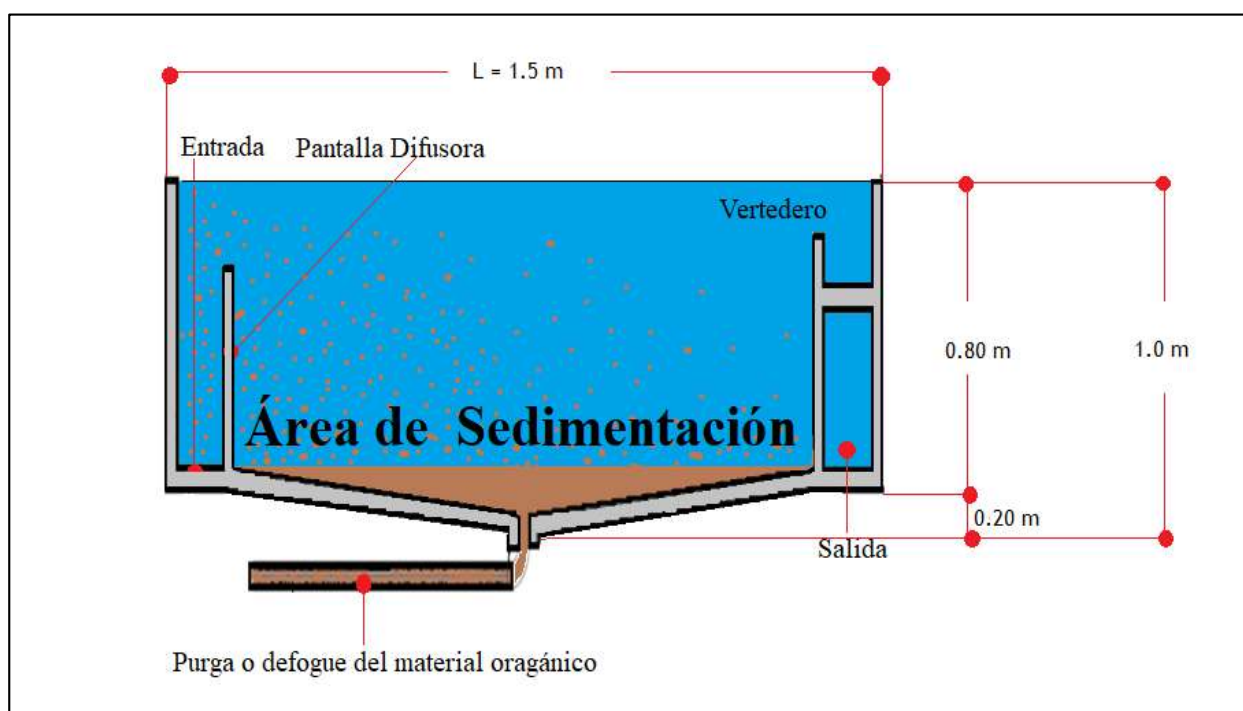 L = 1.5 m
Entrada
Pantalla Difusora
Vertedero
0.80 m
1.0 m
Área de Sedimentación
0.20 m
Salida
Purga o defogue del material oragánico